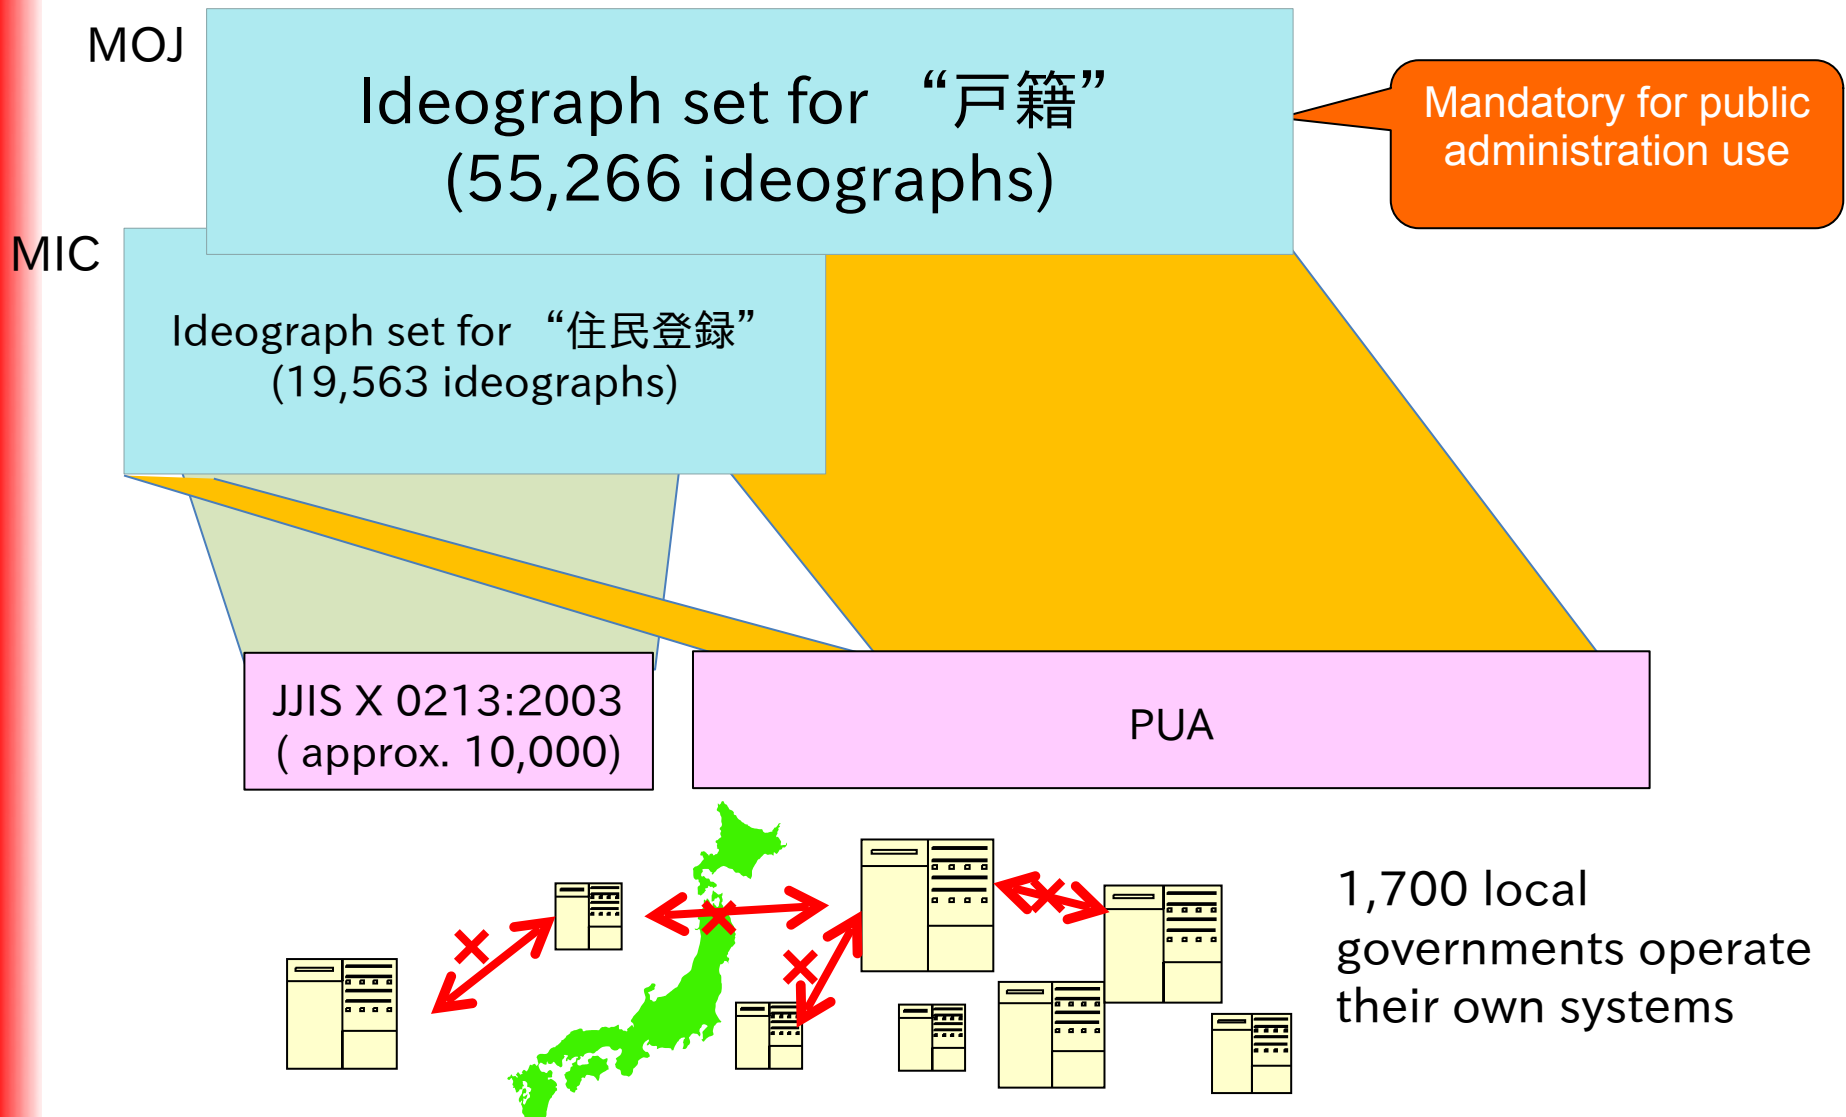 MOJ
Ideograph set for “戸籍”
(55,266 ideographs)
Mandatory for public
administration use
MIC
Ideograph set for “住民登録”
(19,563 ideographs)
JJIS X 0213:2003
( approx. 10,000)
PUA
1,700 local
governments operate
their own systems